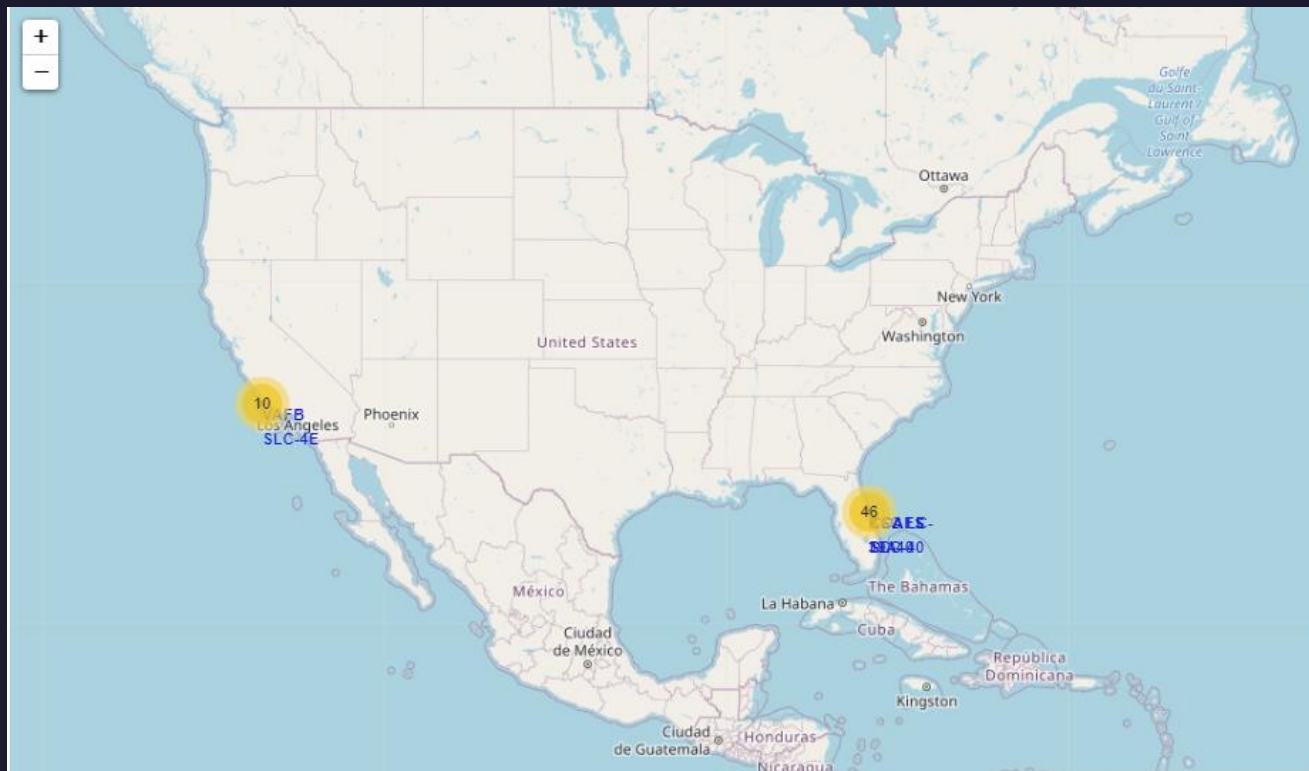 +
−
Golfe
du Saint-
Laurent /
Gulf of
Saint
Lawrence
Ottawa
New York
Washington
United States
10
VAFB
Los Angeles
SLC-4E
Phoenix
46
The Bahamas
La Habana
Cuba
México
Ciudad
de México
República
Dominicana
Kingston
Ciudad
de Guatemala
Honduras
Nicaragua